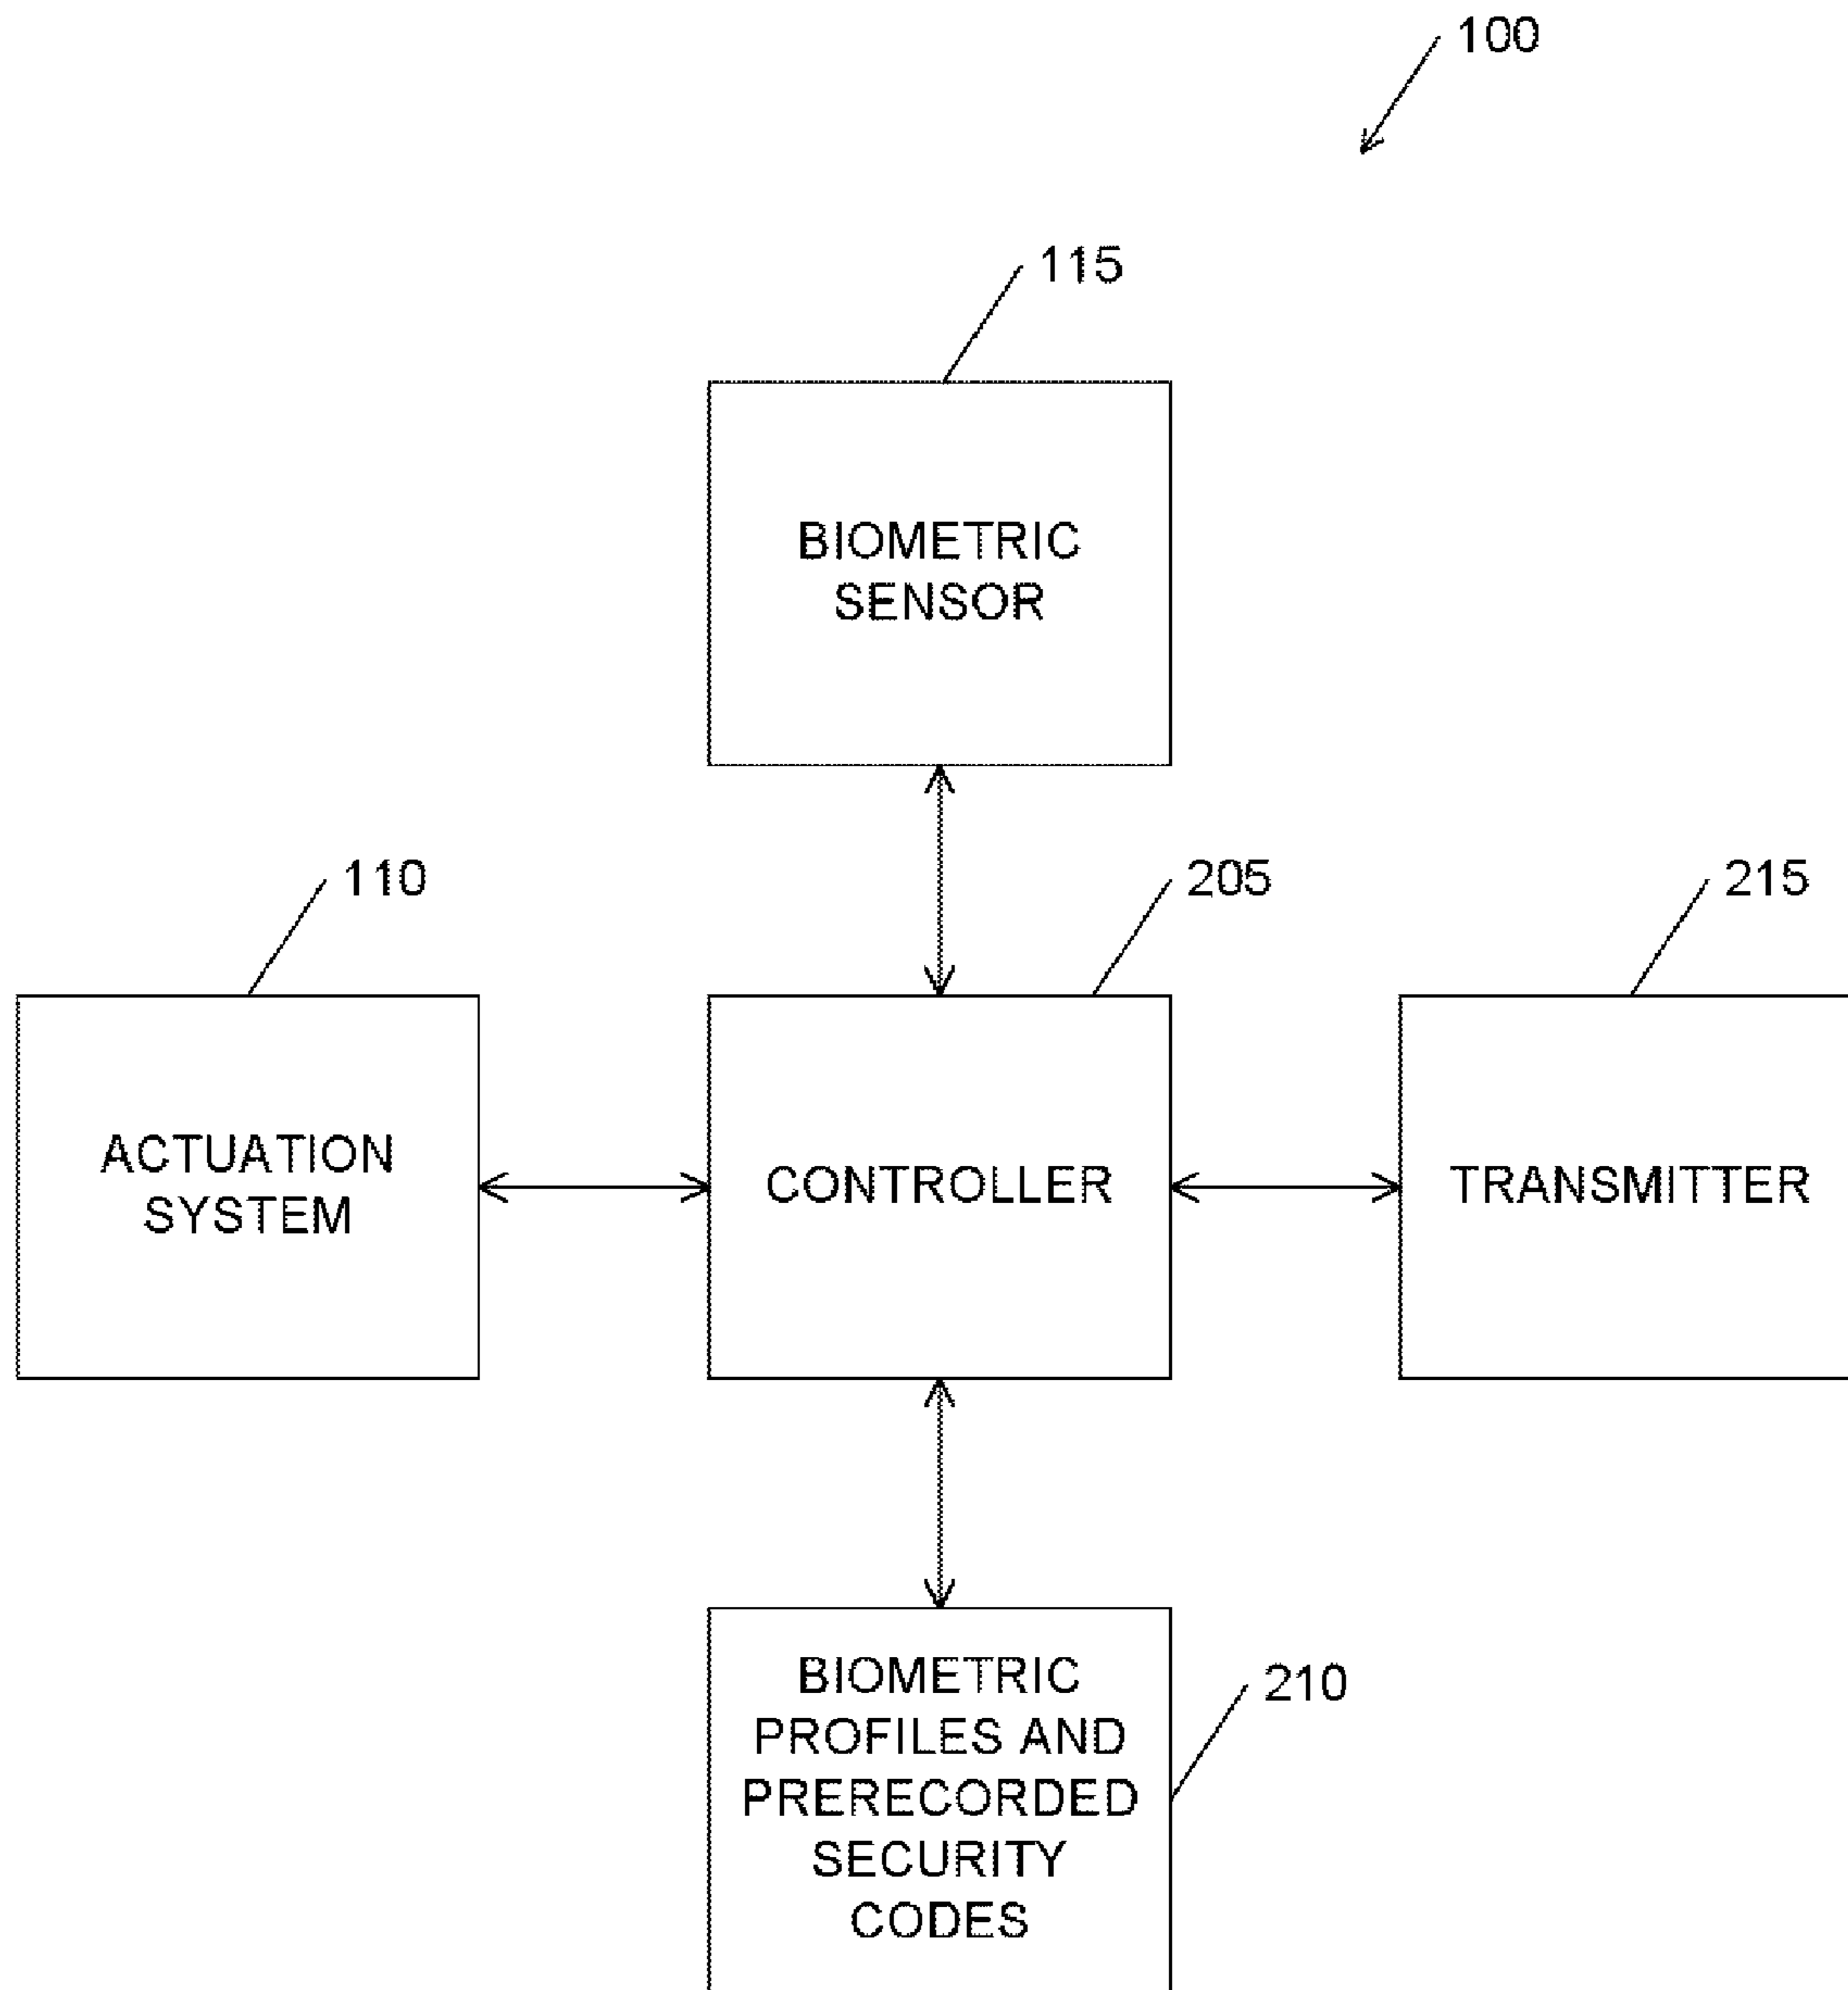 100
115
BIOMETRIC
SENSOR
110
205
215
ACTUATION
SYSTEM
CONTROLLER
TRANSMITTER
BIOMETRIC
PROFILES AND
PRERECORDED
SECURITY
CODES
210